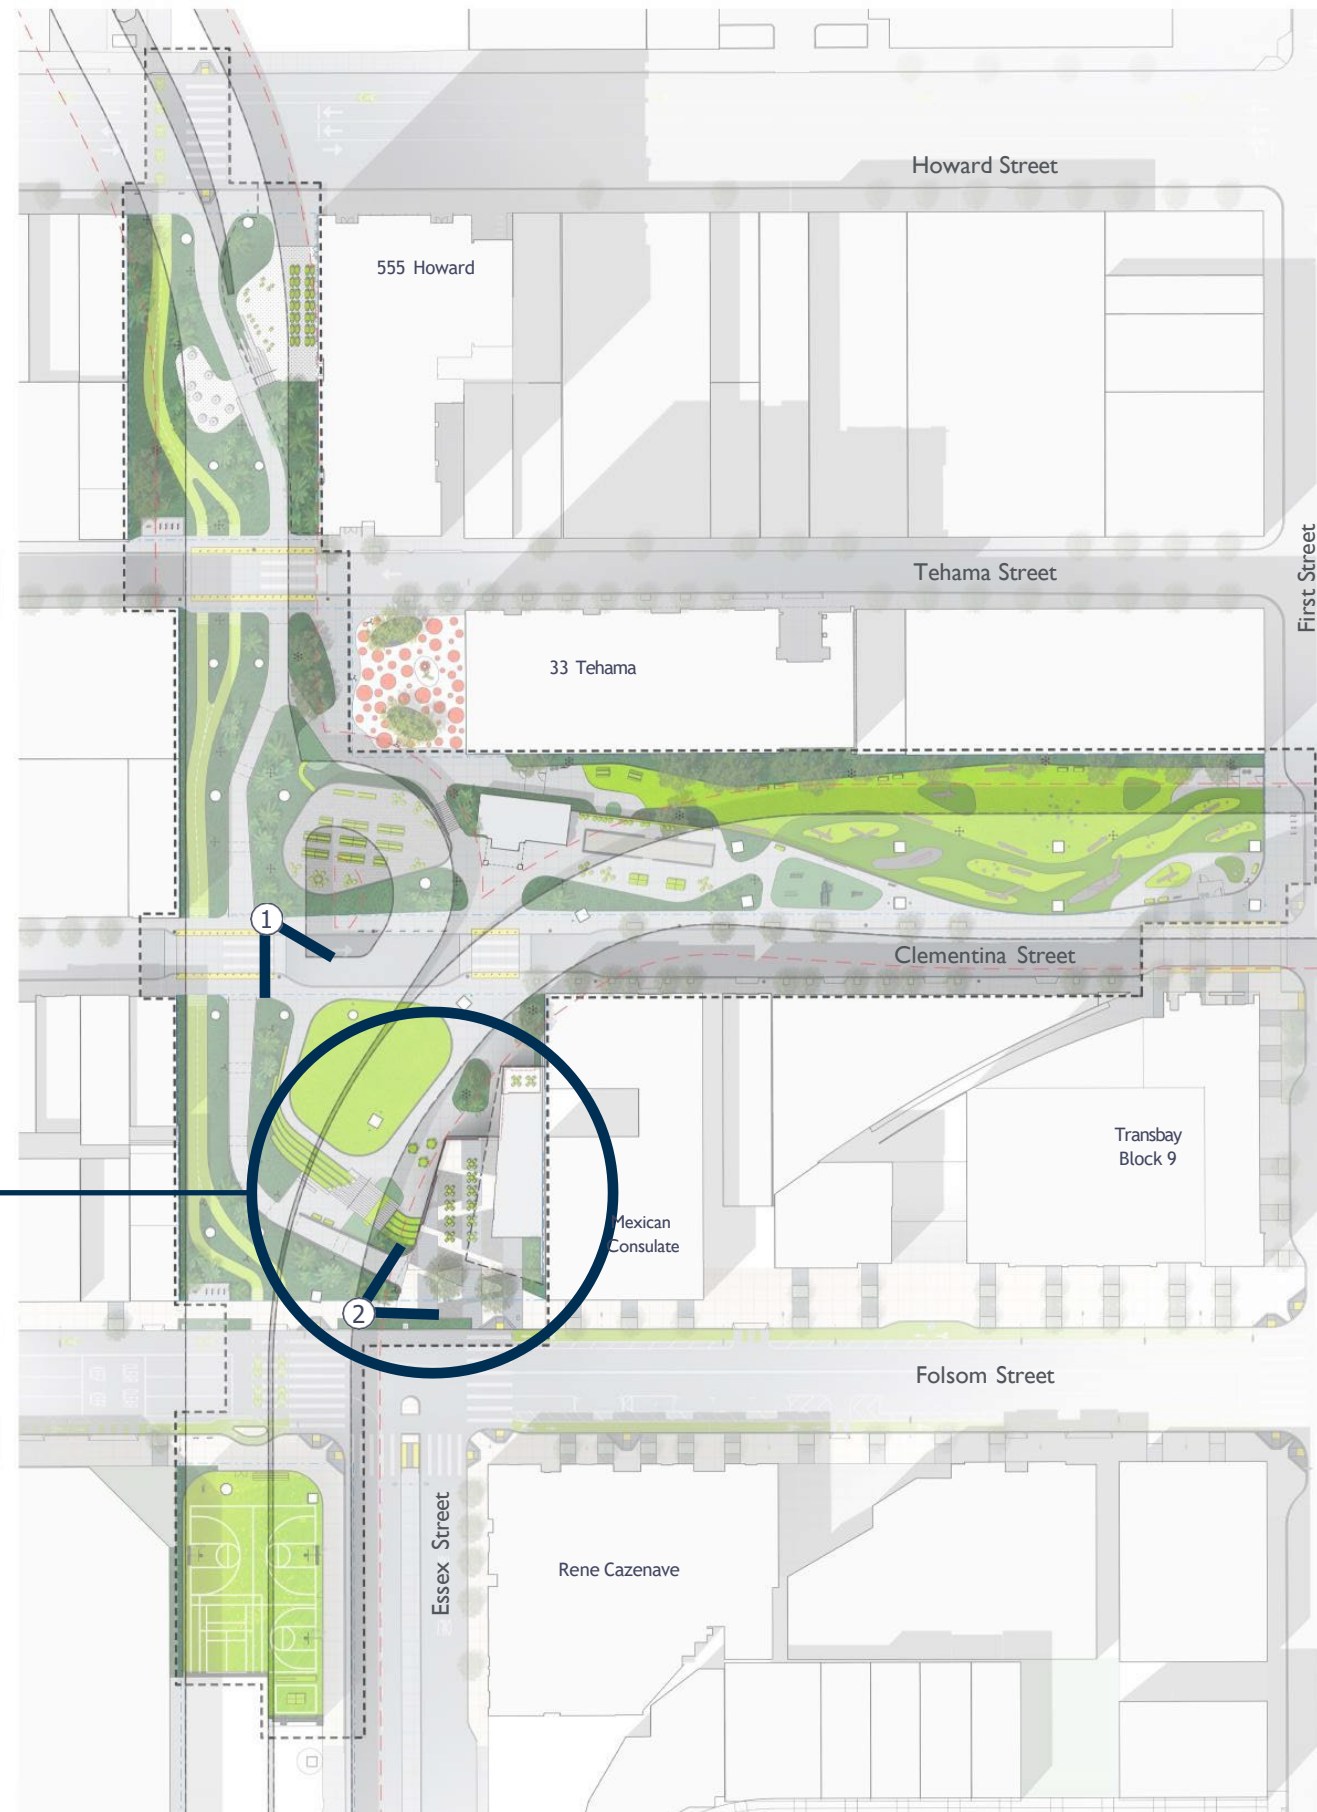 Howard Street
555 Howard
First Street
Tehama Street
33 Tehama
1
Clementina Street
Transbay
Block 9
Mexican
Consulate
2
Folsom Street
Essex Street
Rene Cazenave